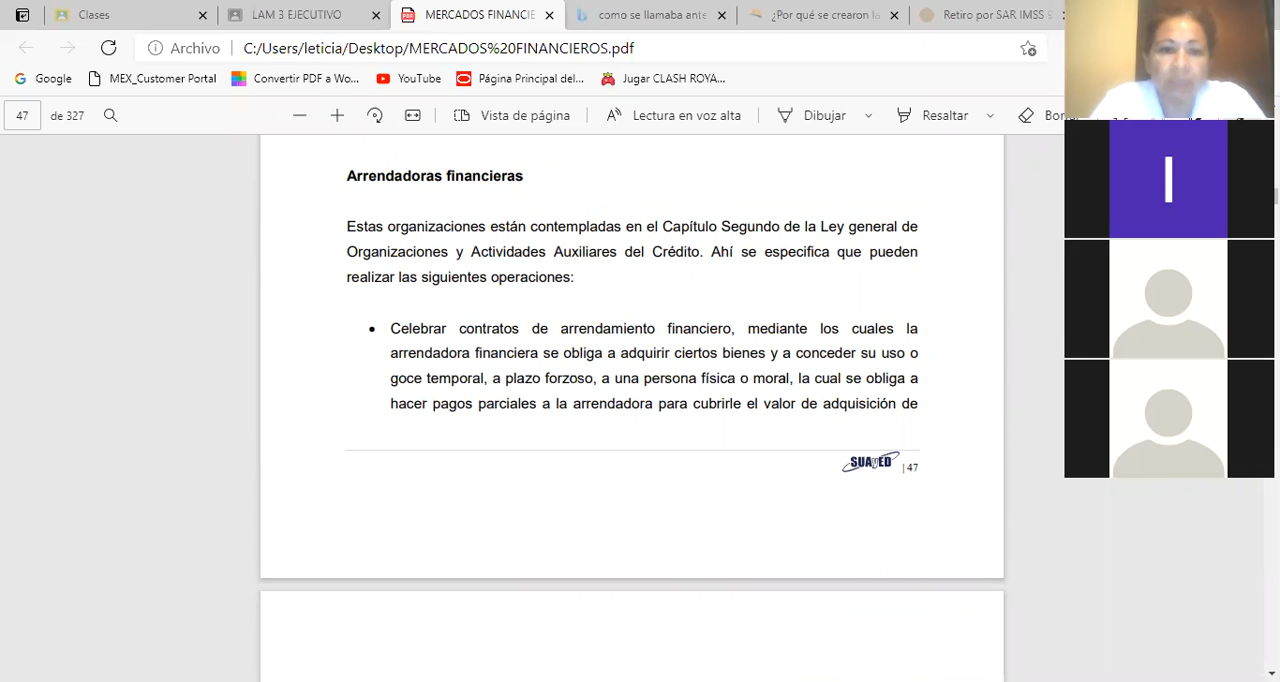 Clases
LAM 3 EJECUTIVO
MERCADOS FINANCIE
como se llamaba ante
¿Por qué se crearon la
Retiro por SAR IMSS 9
Archivo
C:/Users/leticia/Desktop/MERCADOS%20FINANCIEROS.pdf
Google
MEX_Customer Portal
Convertir PDF a Wo...
YouTube
Página Principal del...
Jugar CLASH ROYA...
47
de 327
Vista de página
Lectura en voz alta
Dibujar
Resaltar
Arrendadoras financieras
Estas organizaciones están contempladas en el Capítulo Segundo de la Ley general de
Organizaciones y Actividades Auxiliares del Crédito. Ahí se especifica que pueden
realizar las siguientes operaciones:
• Celebrar contratos de arrendamiento financiero, mediante los cuales la
arrendadora financiera se obliga a adquirir ciertos bienes y a conceder su uso o
goce temporal, a plazo forzoso, a una persona física o moral, la cual se obliga a
hacer pagos parciales a la arrendadora para cubrirle el valor de adquisición de
SUAyED
| 47
I